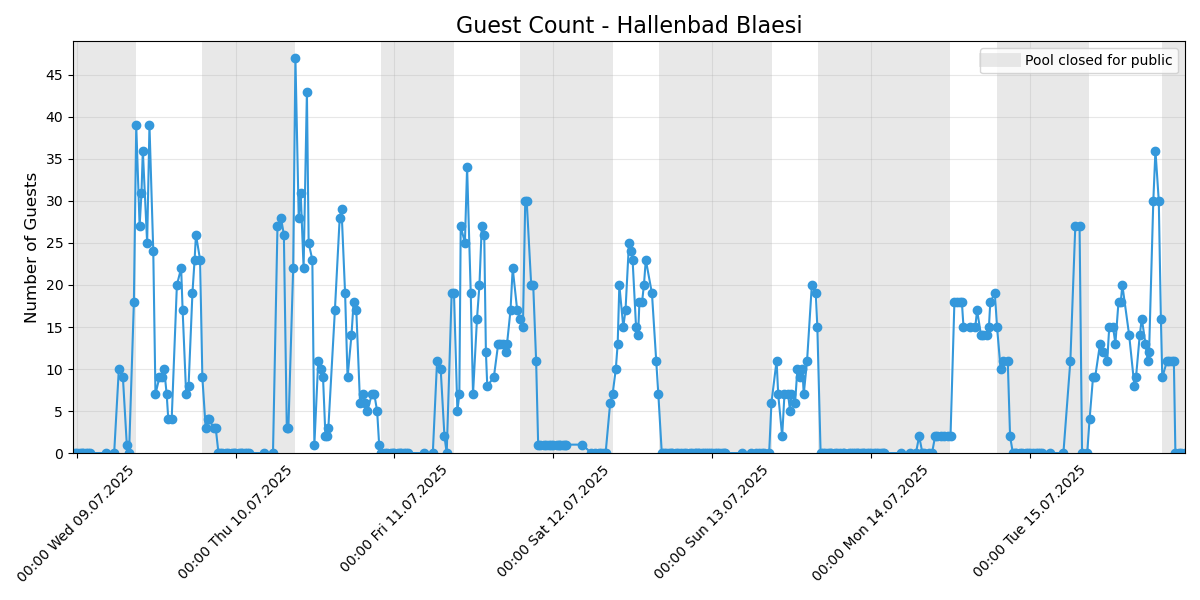 Guest Count - Hallenbad Blaesi
Pool closed for public
Number of Guests
45
40
35
30
25
20
15
10
5
0
00:00 Wed 09.07.2025
00:00 Thu 10.07.2025
00:00 Fri 11.07.2025
00:00 Sat 12.07.2025
00:00 Sun 13.07.2025
00:00 Mon 14.07.2025
00:00 Tue 15.07.2025